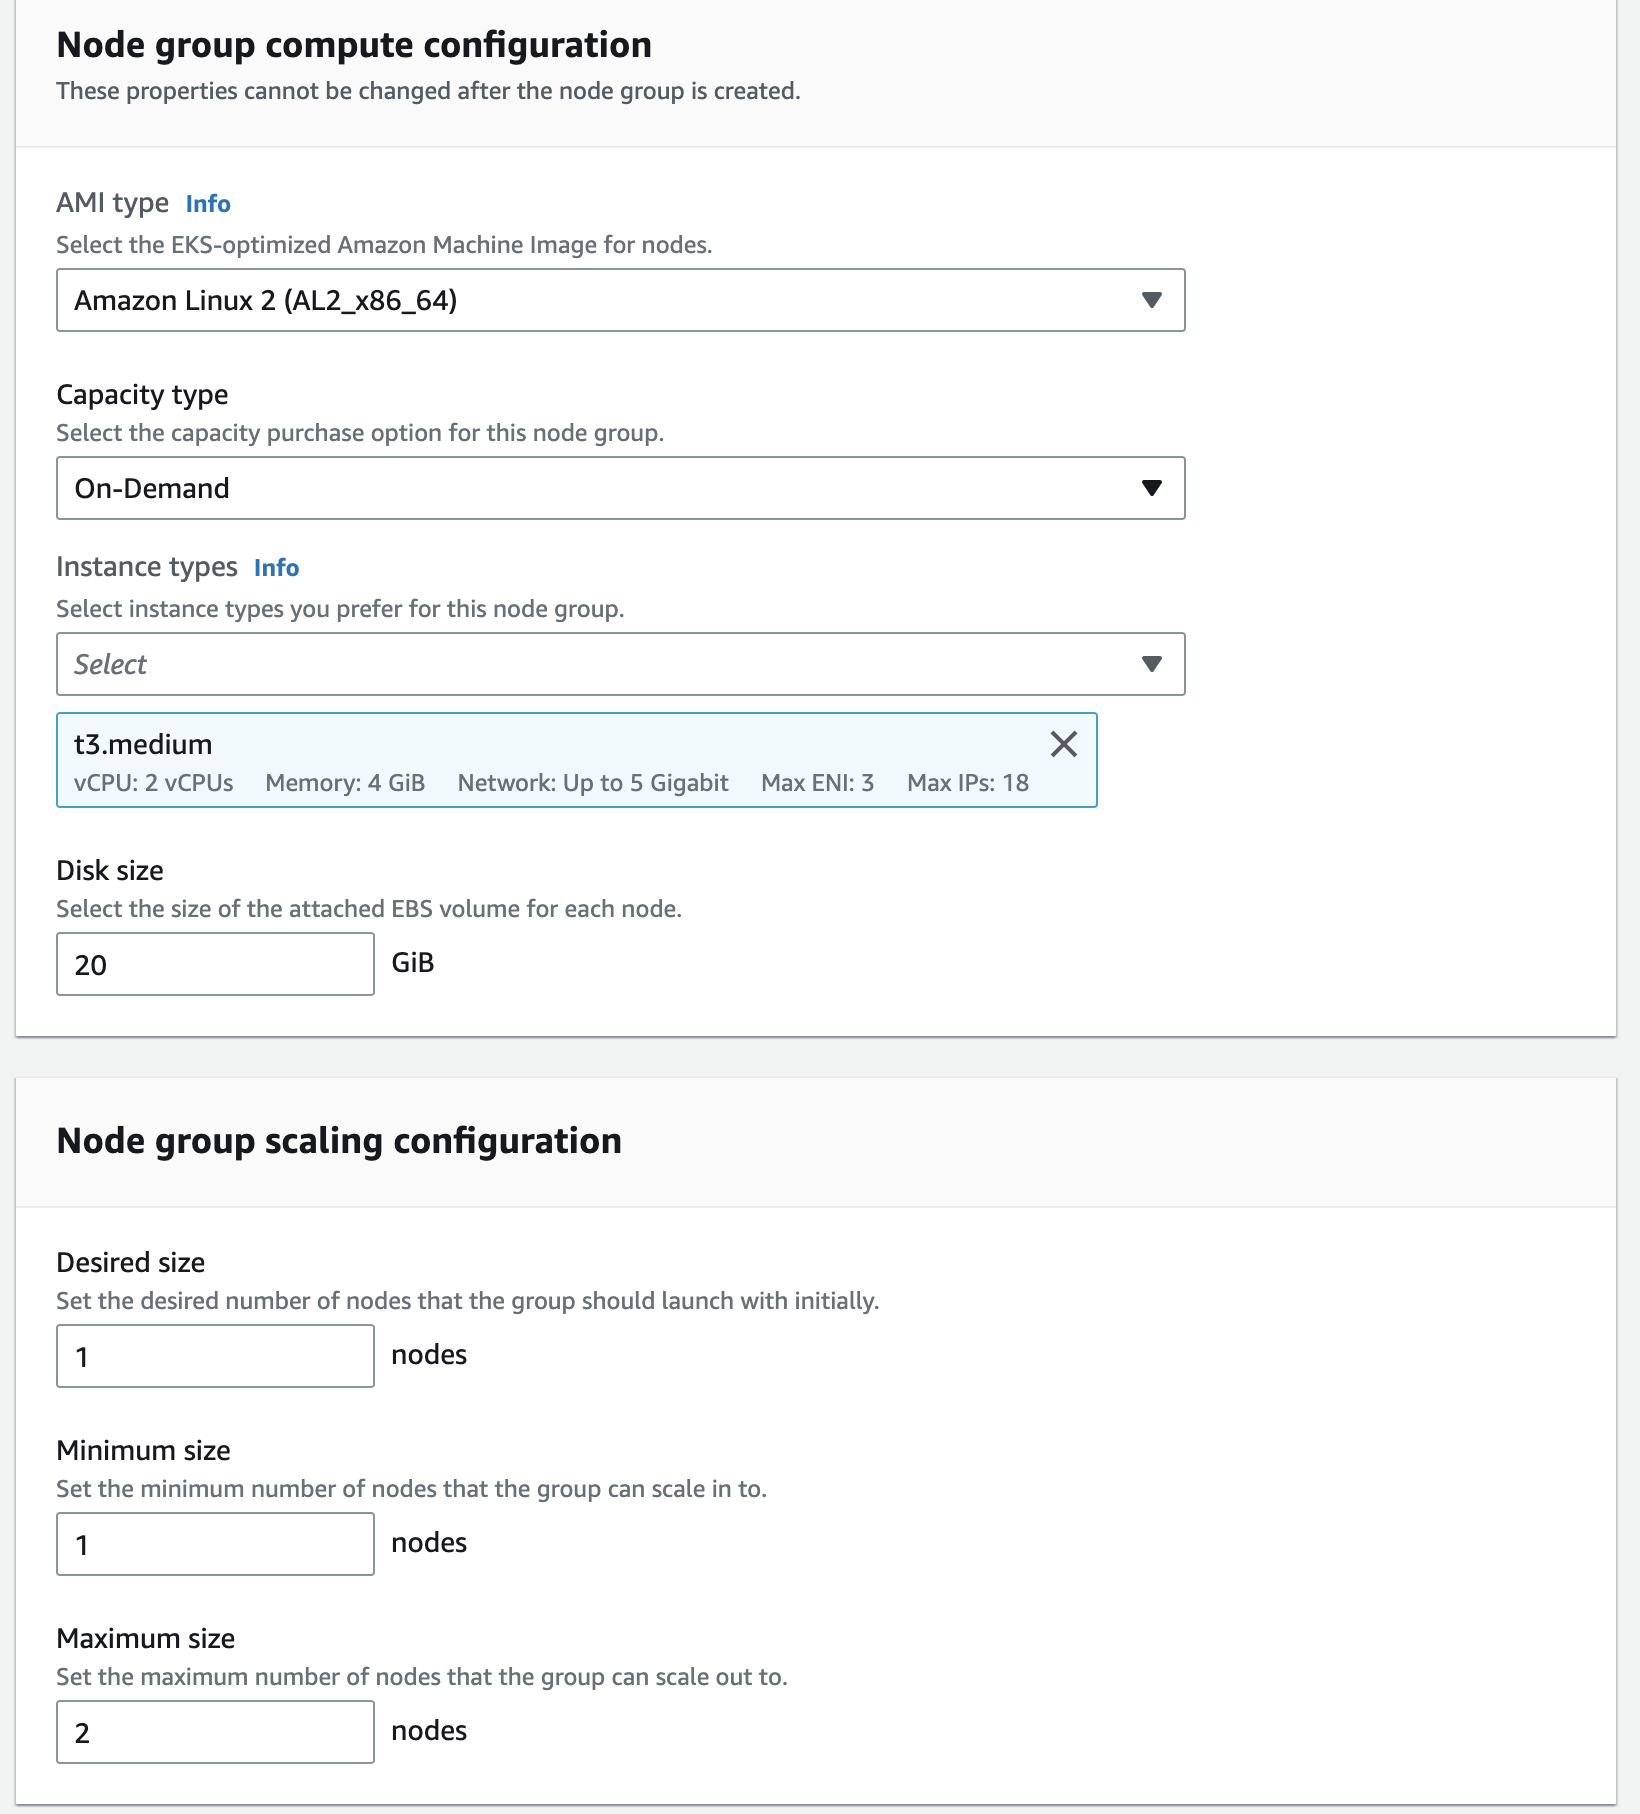 Node group compute configuration
These properties cannot be changed after the node group is created.
AMI type Info
Select the EKS-optimized Amazon Machine Image for nodes.
Amazon Linux 2 (AL2_x86_64)
Capacity type
Select the capacity purchase option for this node group.
On-Demand
Instance types Info
Select instance types you prefer for this node group.
Select
t3.medium
vCPU: 2 vCPUs Memory: 4 GiB Network: Up to 5 Gigabit Max ENI: 3 Max IPs: 18
Disk size
Select the size of the attached EBS volume for each node.
20 GiB
Node group scaling configuration
Desired size
Set the desired number of nodes that the group should launch with initially.
1 nodes
Minimum size
Set the minimum number of nodes that the group can scale in to.
1 nodes
Maximum size
Set the maximum number of nodes that the group can scale out to.
2 nodes